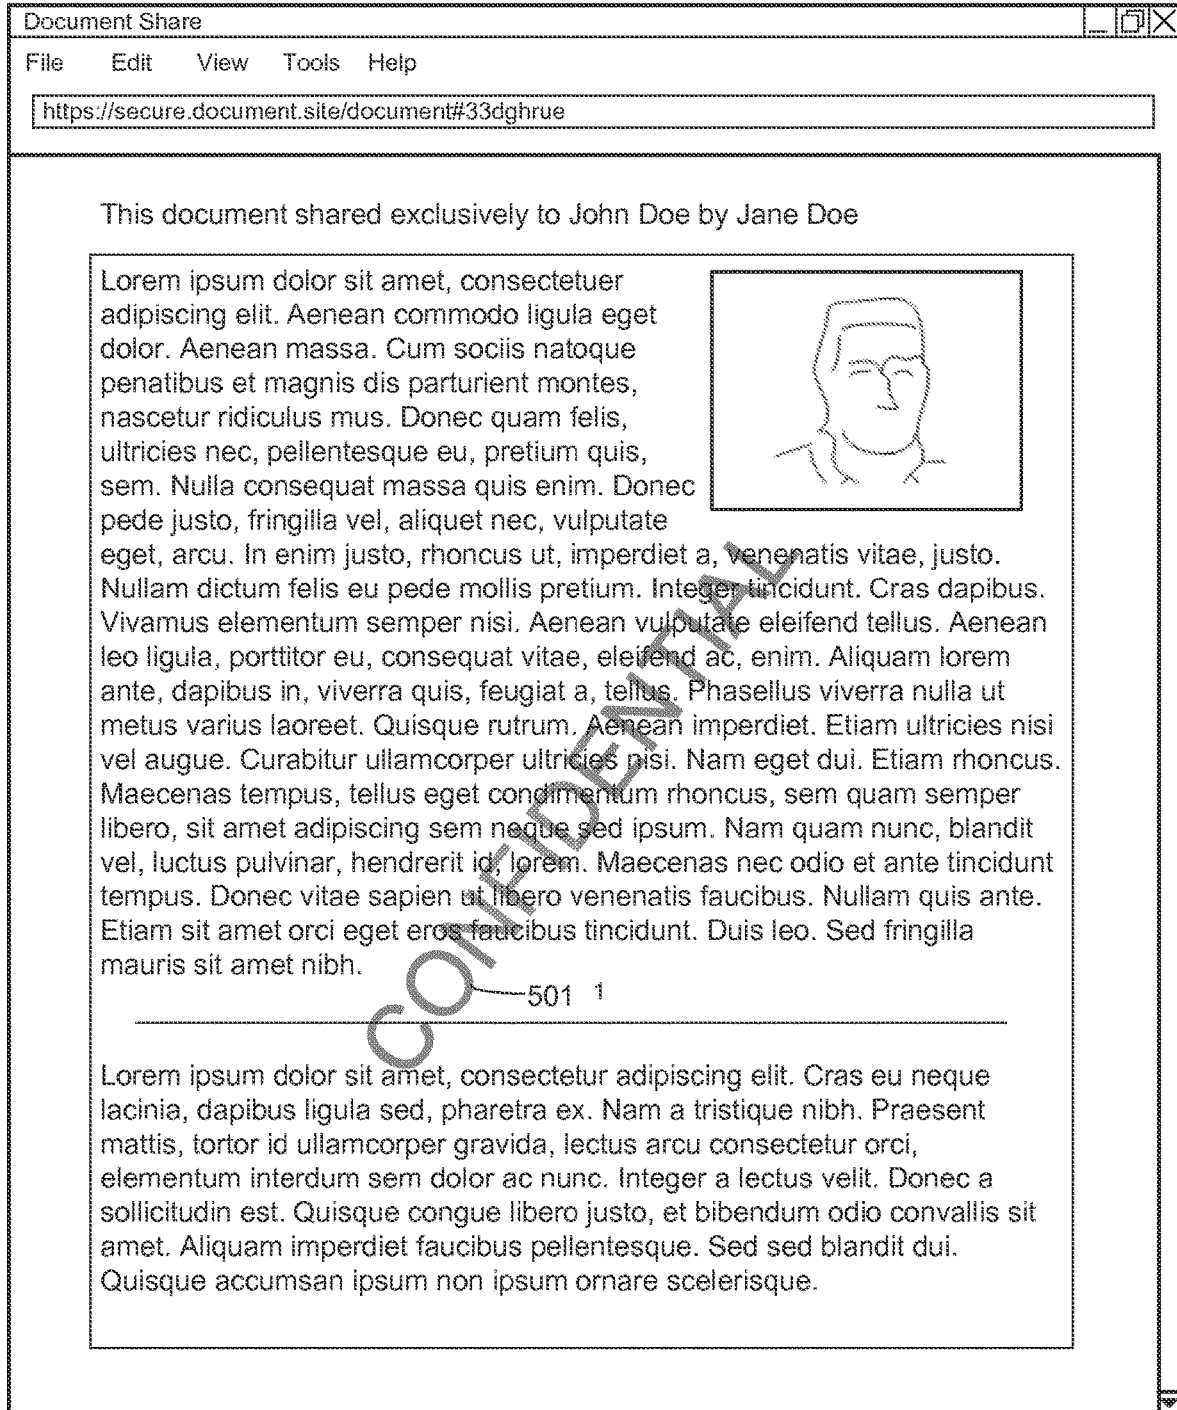 Document Share
File Edit View Tools Help
https://secure.document.site/document#33dghrue
This document shared exclusively to John Doe by Jane Doe
Lorem ipsum dolor sit amet, consectetuer
adipiscing elit. Aenean commodo ligula eget
dolor. Aenean massa. Cum sociis natoque
penatibus et magnis dis parturient montes,
nascetur ridiculus mus. Donec quam felis,
ultricies nec, pellentesque eu, pretium quis,
sem. Nulla consequat massa quis enim. Donec
pede justo, fringilla vel, aliquet nec, vulputate
eget, arcu. In enim justo, rhoncus ut, imperdiet a, venenatis vitae, justo.
Nullam dictum felis eu pede mollis pretium. Integer tincidunt. Cras dapibus.
Vivamus elementum semper nisi. Aenean vulputate eleifend tellus. Aenean
leo ligula, porttitor eu, consequat vitae, eleifend ac, enim. Aliquam lorem
ante, dapibus in, viverra quis, feugiat a, tellus. Phasellus viverra nulla ut
metus varius laoreet. Quisque rutrum. Aenean imperdiet. Etiam ultricies nisi
vel augue. Curabitur ullamcorper ultricies nisi. Nam eget dui. Etiam rhoncus.
Maecenas tempus, tellus eget condimentum rhoncus, sem quam semper
libero, sit amet adipiscing sem neque sed ipsum. Nam quam nunc, blandit
vel, luctus pulvinar, hendrerit id, lorem. Maecenas nec odio et ante tincidunt
tempus. Donec vitae sapien ut libero venenatis faucibus. Nullam quis ante.
Etiam sit amet orci eget eros faucibus tincidunt. Duis leo. Sed fringilla
mauris sit amet nibh.
CONFIDENTIAL
501 1
Lorem ipsum dolor sit amet, consectetur adipiscing elit. Cras eu neque
lacinia, dapibus ligula sed, pharetra ex. Nam a tristique nibh. Praesent
mattis, tortor id ullamcorper gravida, lectus arcu consectetur orci,
elementum interdum sem dolor ac nunc. Integer a lectus velit. Donec a
sollicitudin est. Quisque congue libero justo, et bibendum odio convallis sit
amet. Aliquam imperdiet faucibus pellentesque. Sed sed blandit dui.
Quisque accumsan ipsum non ipsum ornare scelerisque.